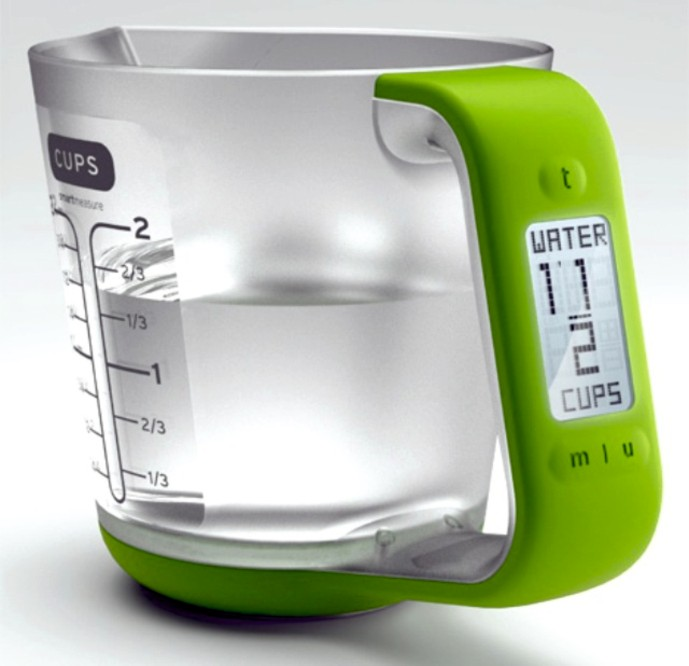 CUPS
smartmeasure
2
2/3
1/3
1
2/3
1/3
t
WATER
1 1
2
CUPS
m | u